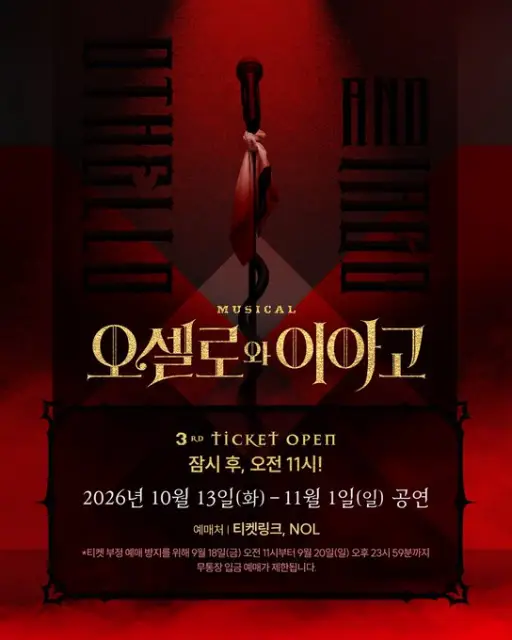 OTHELLO
AND IAGO
MUSICAL
오셀로와 이아고
3RD TICKET OPEN
잠시 후, 오전 11시!
2026년 10월 13일(화) – 11월 1일(일) 공연
예매처 | 티켓링크, NOL
*티켓 부정 예매 방지를 위해 9월 18일(금) 오전 11시부터 9월 20일(일) 오후 23시 59분까지
무통장 입금 예매가 제한됩니다.